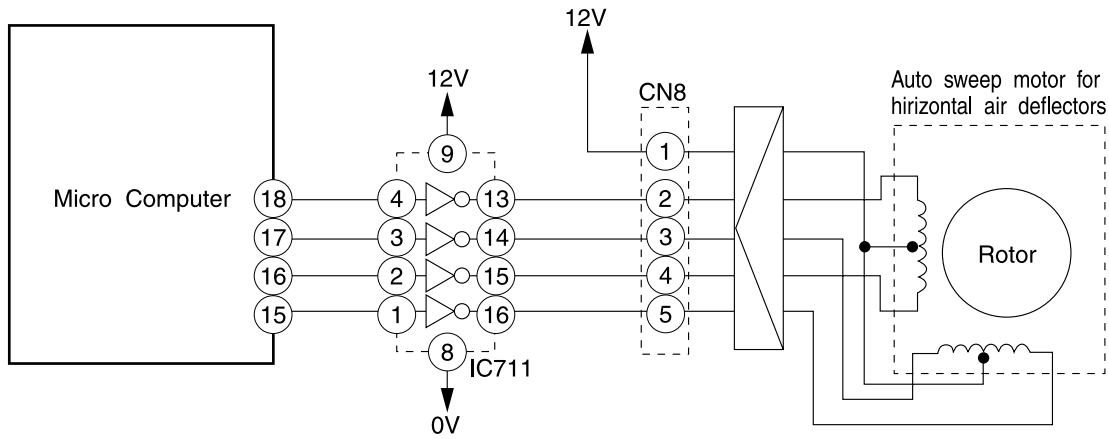 12V
12V
CN8
Auto sweep motor for
hirizontal air deflectors
9
1
Micro Computer
18
4
13
2
17
3
14
3
Rotor
16
2
15
4
15
1
16
5
8
IC711
0V